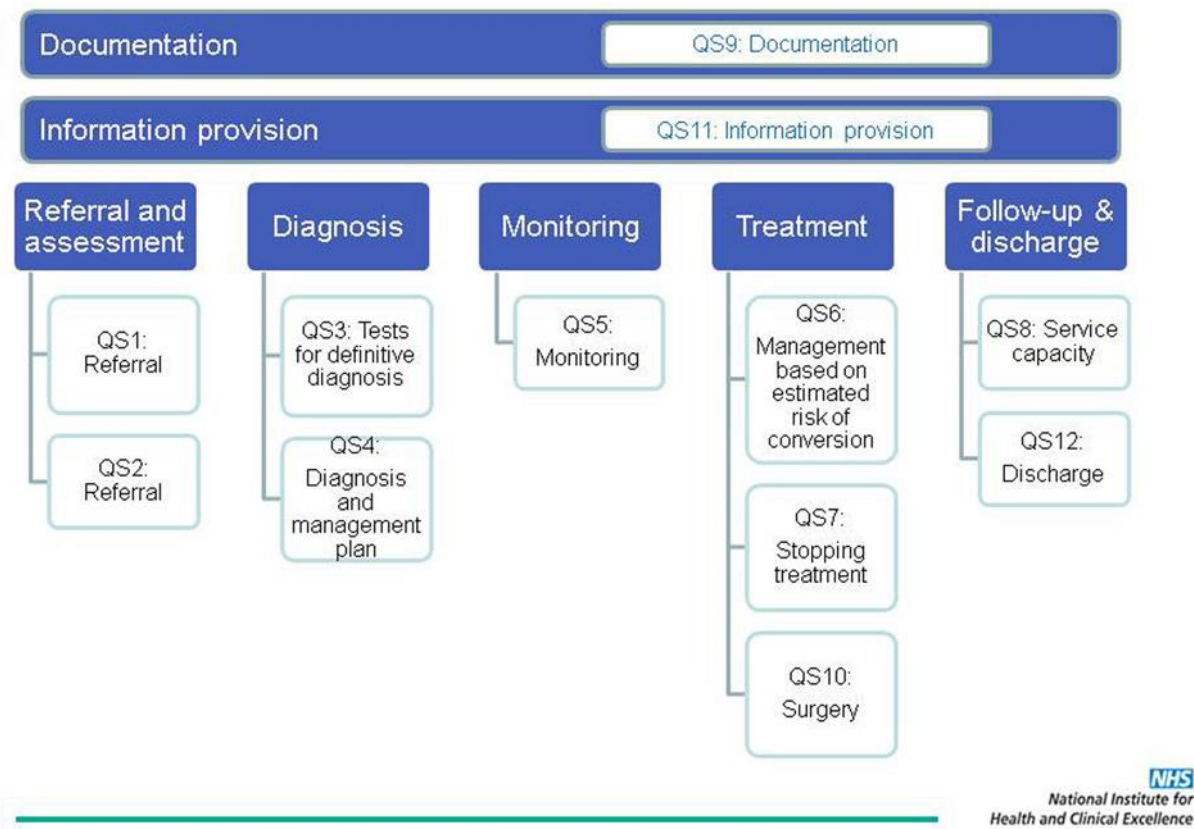 Documentation
QS9: Documentation
Information provision
QS11: Information provision
Referral and
assessment
QS1:
Referral
QS2:
Referral
Diagnosis
QS3: Tests
for definitive
diagnosis
QS4:
Diagnosis
and
management
plan
Monitoring
QS5:
Monitoring
Treatment
QS6:
Management
based on
estimated
risk of
conversion
QS7:
Stopping
treatment
QS10:
Surgery
Follow-up &
discharge
QS8: Service
capacity
QS12:
Discharge
NHS
National Institute for
Health and Clinical Excellence